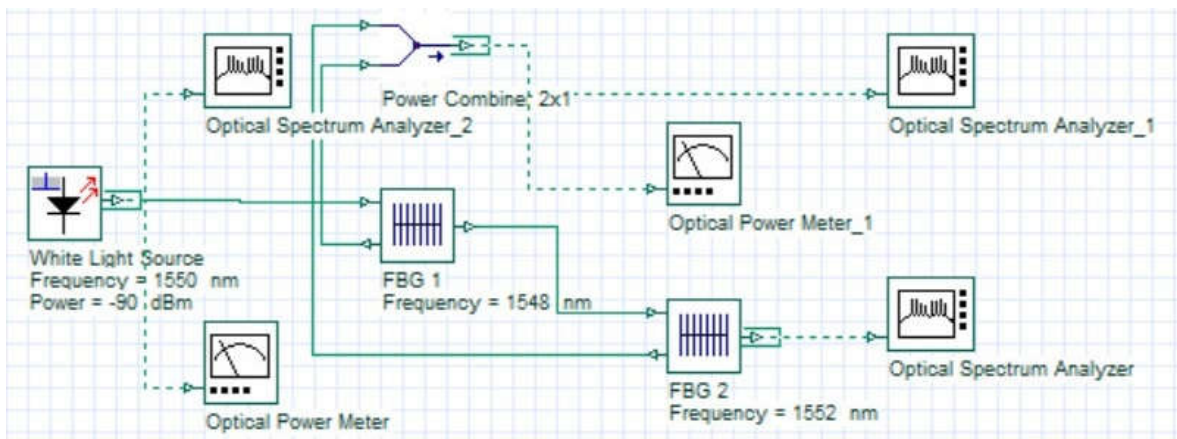 Power Combiner 2x1
Optical Spectrum Analyzer_2
Optical Spectrum Analyzer_1
Optical Power Meter_1
White Light Source
Frequency = 1550 nm
Power = -90 dBm
FBG 1
Frequency = 1548 nm
Optical Spectrum Analyzer
FBG 2
Frequency = 1552 nm
Optical Power Meter